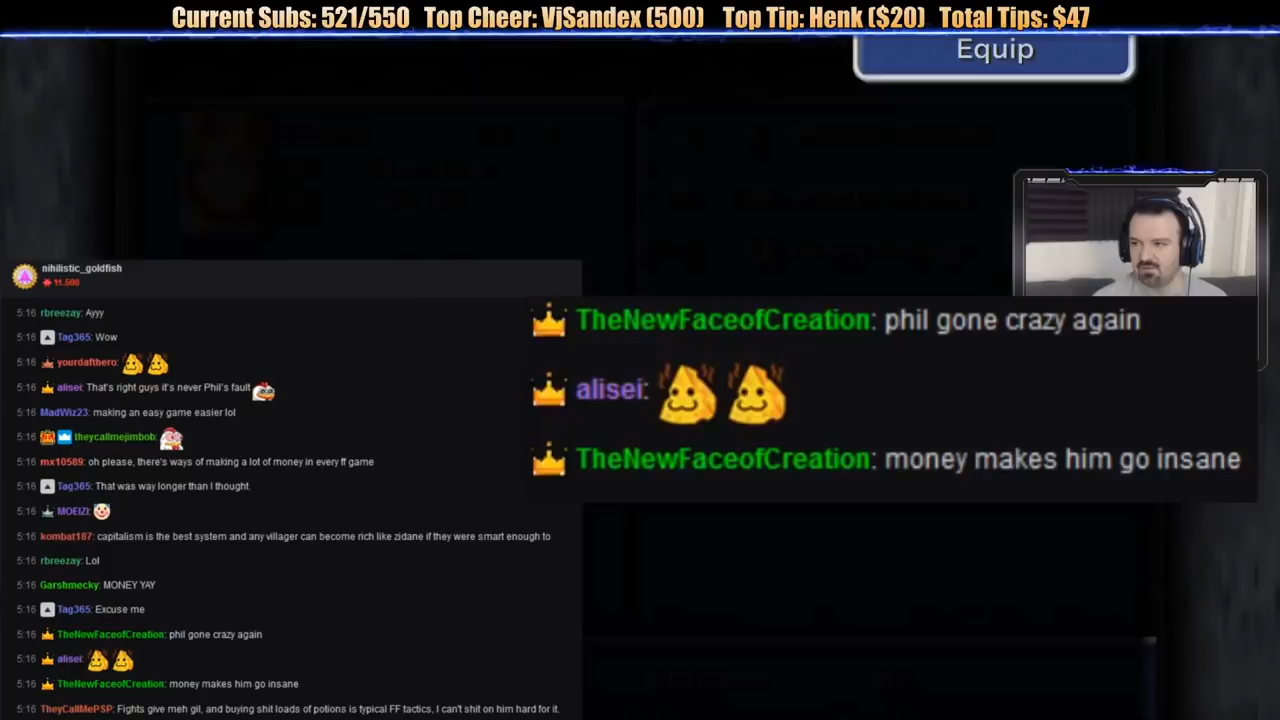 Current Subs: 521/550 Top Cheer: VjSandex (500) Top Tip: Henk ($20) Total Tips: $47
Equip
nihilistic_goldfish
11.500
5:16 rbreezay: Ayyy
5:16 Tag365: Wow
5:16 yourdafthero:
5:16 alisei: That's right guys it's never Phil's fault
5:16 MadWiz23: making an easy game easier lol
5:16 theycallmejimbob:
5:16 mx10589: oh please, there's ways of making a lot of money in every ff game
5:16 Tag365: That was way longer than I thought.
5:16 MOEIZI:
5:16 kombat187: capitalism is the best system and any villager can become rich like zidane if they were smart enough to
5:16 rbreezay: Lol
5:16 Garshmecky: MONEY YAY
5:16 Tag365: Excuse me
5:16 TheNewFaceofCreation: phil gone crazy again
5:16 alisei:
5:16 TheNewFaceofCreation: money makes him go insane
5:16 TheyCallMePSP: Fights give meh gil, and buying shit loads of potions is typical FF tactics, I can't shit on him hard for it.
TheNewFaceofCreation: phil gone crazy again
alisei:
TheNewFaceofCreation: money makes him go insane